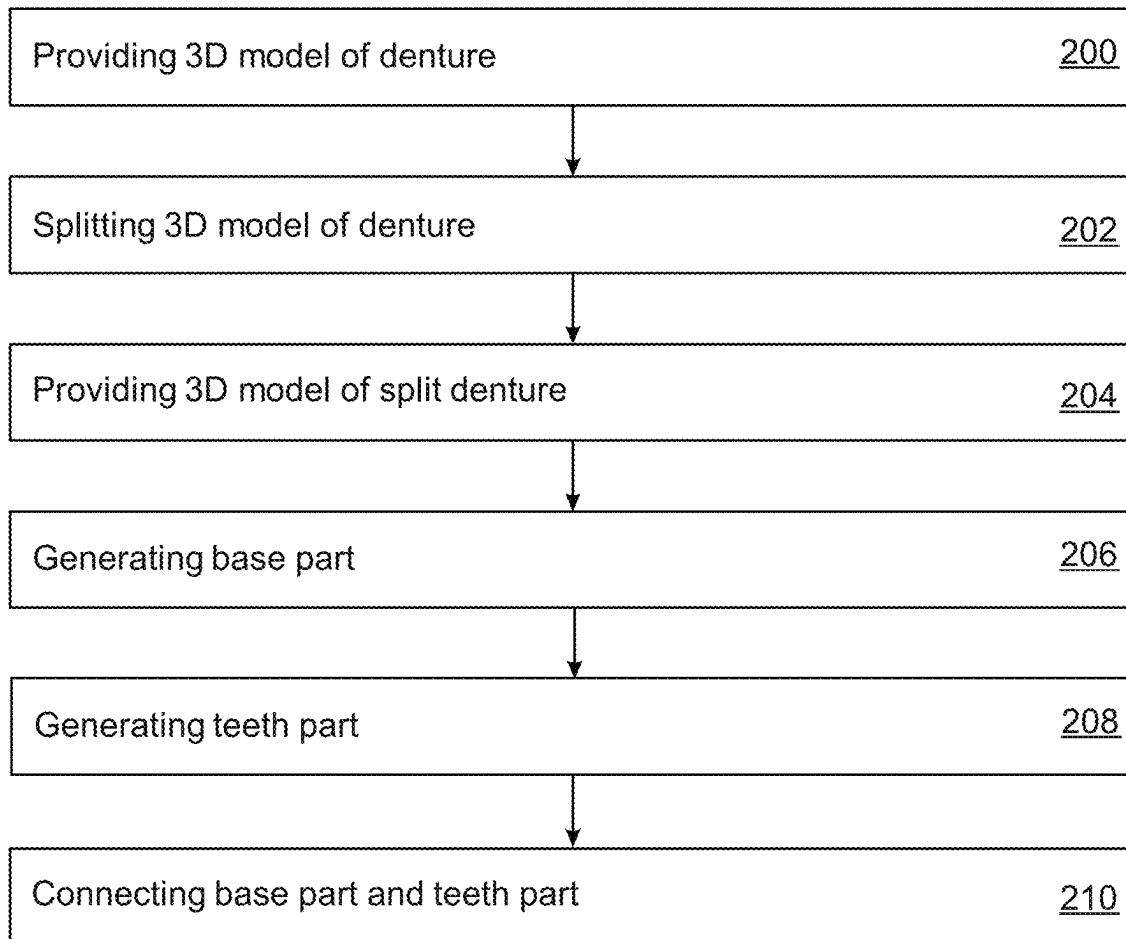 Providing 3D model of denture 200
Splitting 3D model of denture 202
Providing 3D model of split denture 204
Generating base part 206
Generating teeth part 208
Connecting base part and teeth part 210